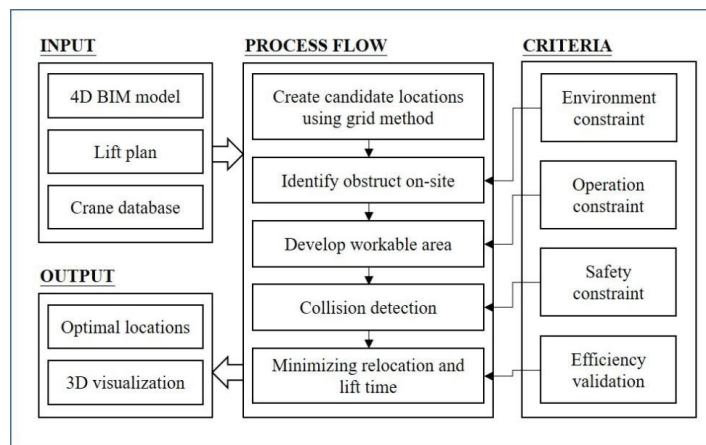 INPUT
4D BIM model
Lift plan
Crane database
OUTPUT
Optimal locations
3D visualization
PROCESS FLOW
Create candidate locations
using grid method
Identify obstruct on-site
Develop workable area
Collision detection
Minimizing relocation and
lift time
CRITERIA
Environment
constraint
Operation
constraint
Safety
constraint
Efficiency
validation